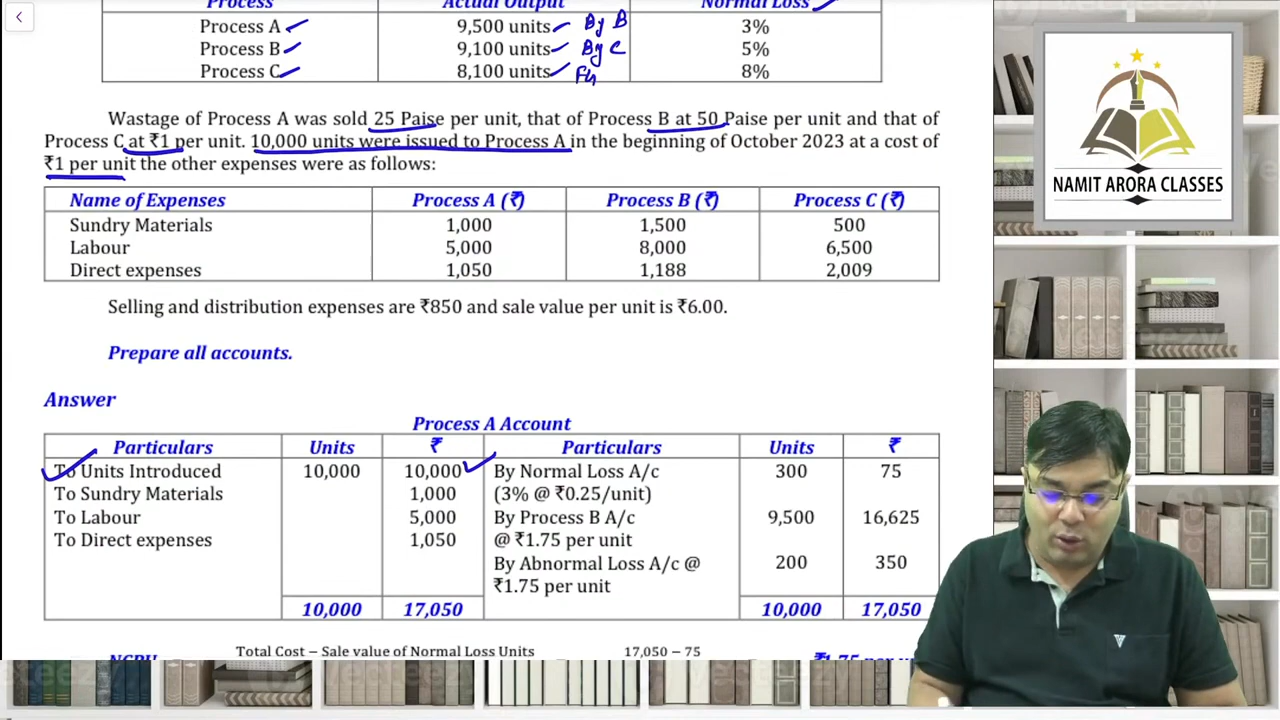 Process Actual Output Normal Loss
Process A 9,500 units By B 3%
Process B 9,100 units By C 5%
Process C 8,100 units 8%
Wastage of Process A was sold 25 Paise per unit, that of Process B at 50 Paise per unit and that of
Process C at ₹1 per unit. 10,000 units were issued to Process A in the beginning of October 2023 at a cost of
₹1 per unit the other expenses were as follows:
Name of Expenses Process A (₹) Process B (₹) Process C (₹)
Sundry Materials 1,000 1,500 500
Labour 5,000 8,000 6,500
Direct expenses 1,050 1,188 2,009
Selling and distribution expenses are ₹850 and sale value per unit is ₹6.00.
Prepare all accounts.
Answer
Process A Account
Particulars Units ₹ Particulars Units ₹
To Units Introduced 10,000 10,000 By Normal Loss A/c 300 75
To Sundry Materials 1,000 (3% @ ₹0.25/unit)
To Labour 5,000 By Process B A/c 9,500 16,625
To Direct expenses 1,050 @ ₹1.75 per unit
By Abnormal Loss A/c @ 200 350
₹1.75 per unit
10,000 17,050 10,000 17,050
Total Cost − Sale value of Normal Loss Units 17,050 − 75
NAMIT ARORA CLASSES